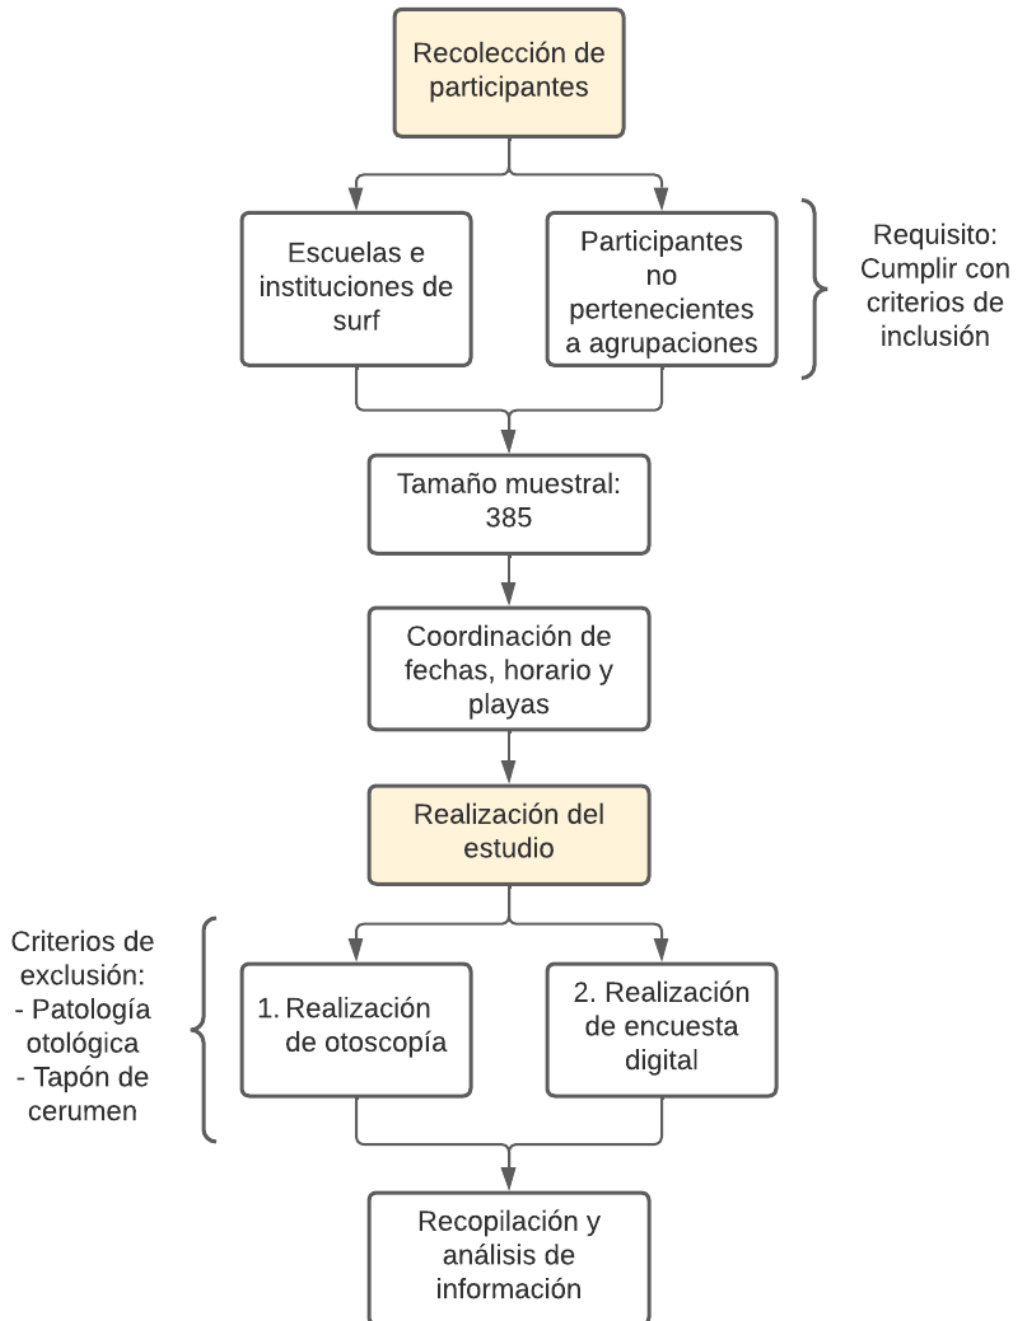 Recolección de
participantes
Escuelas e
instituciones de
surf
Participantes
no
pertenecientes
a agrupaciones
Requisito:
Cumplir con
criterios de
inclusión
Tamaño muestral:
385
Coordinación de
fechas, horario y
playas
Realización del
estudio
Criterios de
exclusión:
- Patología
otológica
- Tapón de
cerumen
1. Realización
de otoscopía
2. Realización
de encuesta
digital
Recopilación y
análisis de
información